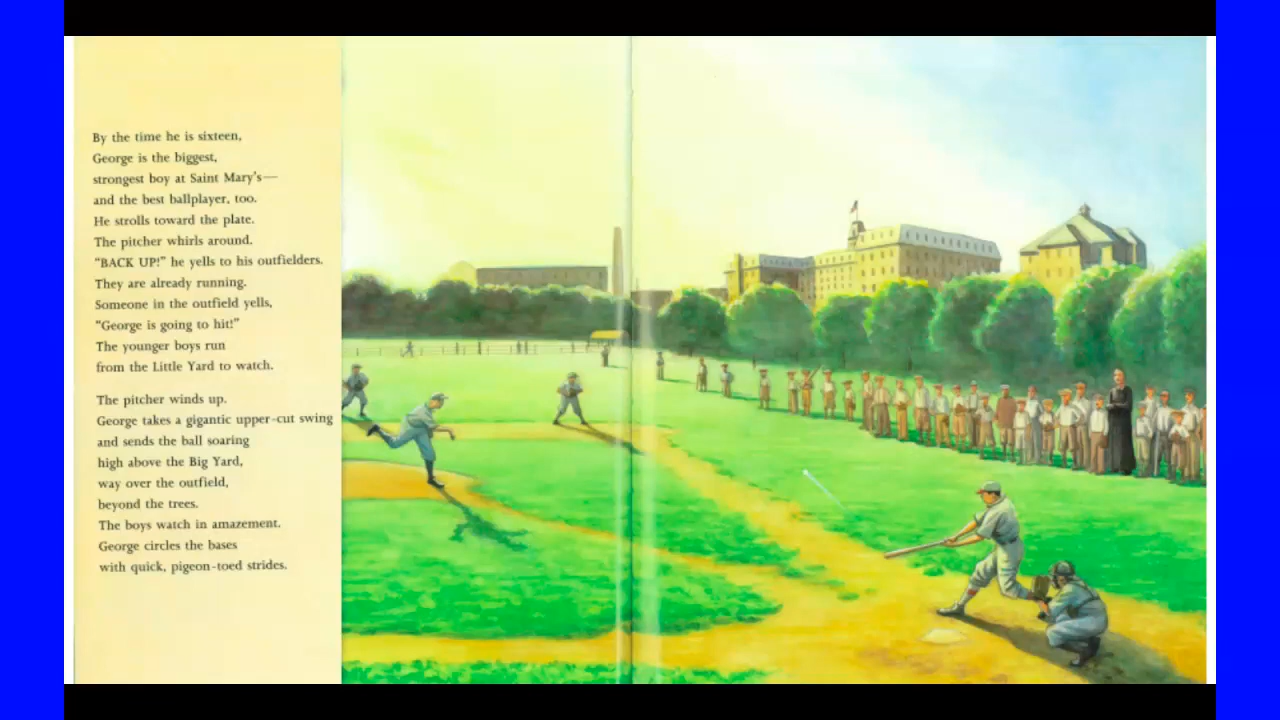 By the time he is sixteen,
George is the biggest,
strongest boy at Saint Mary's—
and the best ballplayer, too.
He strolls toward the plate.
The pitcher whirls around.
"BACK UP!" he yells to his outfielders.
They are already running.
Someone in the outfield yells,
"George is going to hit!"
The younger boys run
from the Little Yard to watch.
The pitcher winds up.
George takes a gigantic upper-cut swing
and sends the ball soaring
high above the Big Yard,
way over the outfield,
beyond the trees.
The boys watch in amazement.
George circles the bases
with quick, pigeon-toed strides.